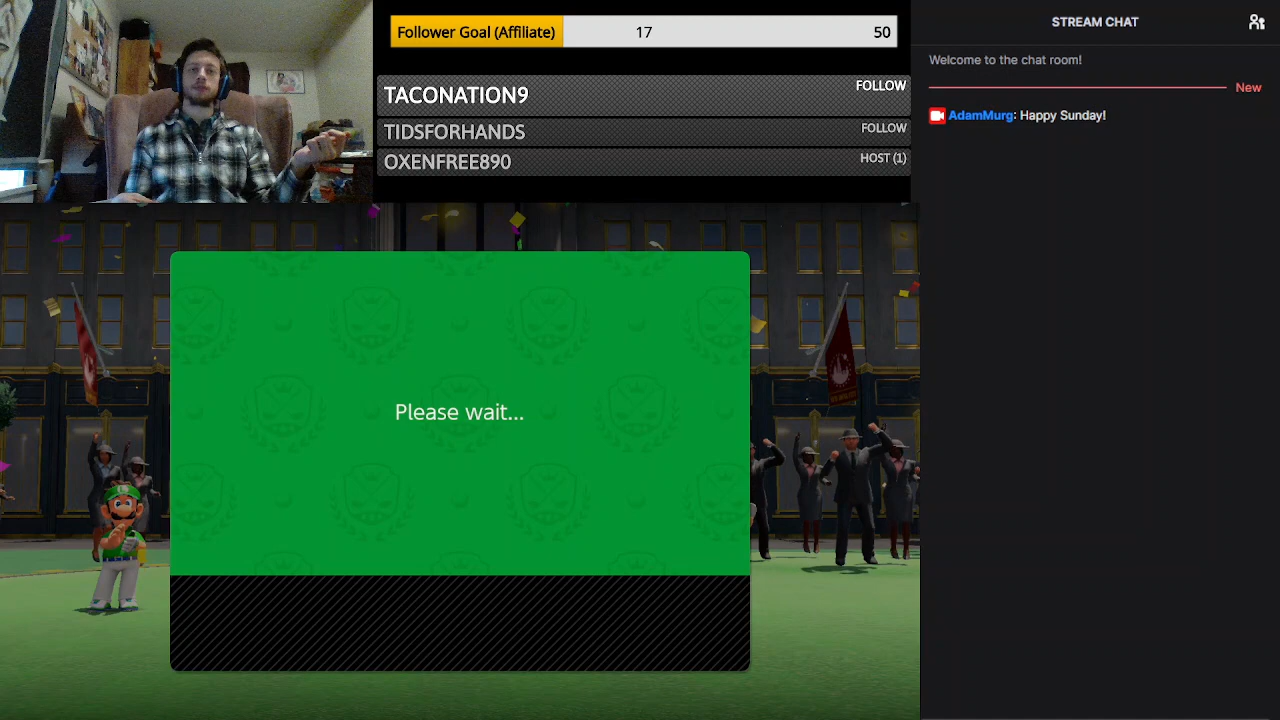 Follower Goal (Affiliate) 17 50
TACONATION9 FOLLOW
TIDSFORHANDS FOLLOW
OXENFREE890 HOST (1)
Please wait...
STREAM CHAT
Welcome to the chat room!
New
AdamMurg: Happy Sunday!